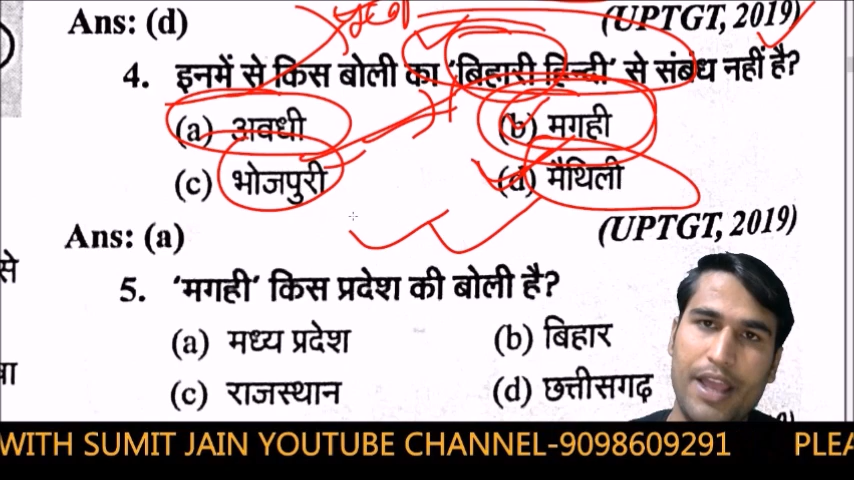 Ans: (d)
(UPTGT, 2019)
4. इनमें से किस बोली का 'बिहारी हिन्दी' से संबंध नहीं है?
(a) अवधी (b) मगही
(c) भोजपुरी (d) मैथिली
Ans: (a)
(UPTGT, 2019)
से
5. 'मगही' किस प्रदेश की बोली है?
(a) मध्य प्रदेश (b) बिहार
(c) राजस्थान (d) छत्तीसगढ़
WITH SUMIT JAIN YOUTUBE CHANNEL-9098609291 PLEA